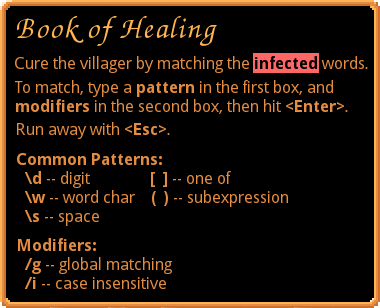 Book of Healing
Cure the villager by matching the infected words.
To match, type a pattern in the first box, and
modifiers in the second box, then hit <Enter>.
Run away with <Esc>.
Common Patterns:
\d -- digit [ ] -- one of
\w -- word char ( ) -- subexpression
\s -- space
Modifiers:
/g -- global matching
/i -- case insensitive